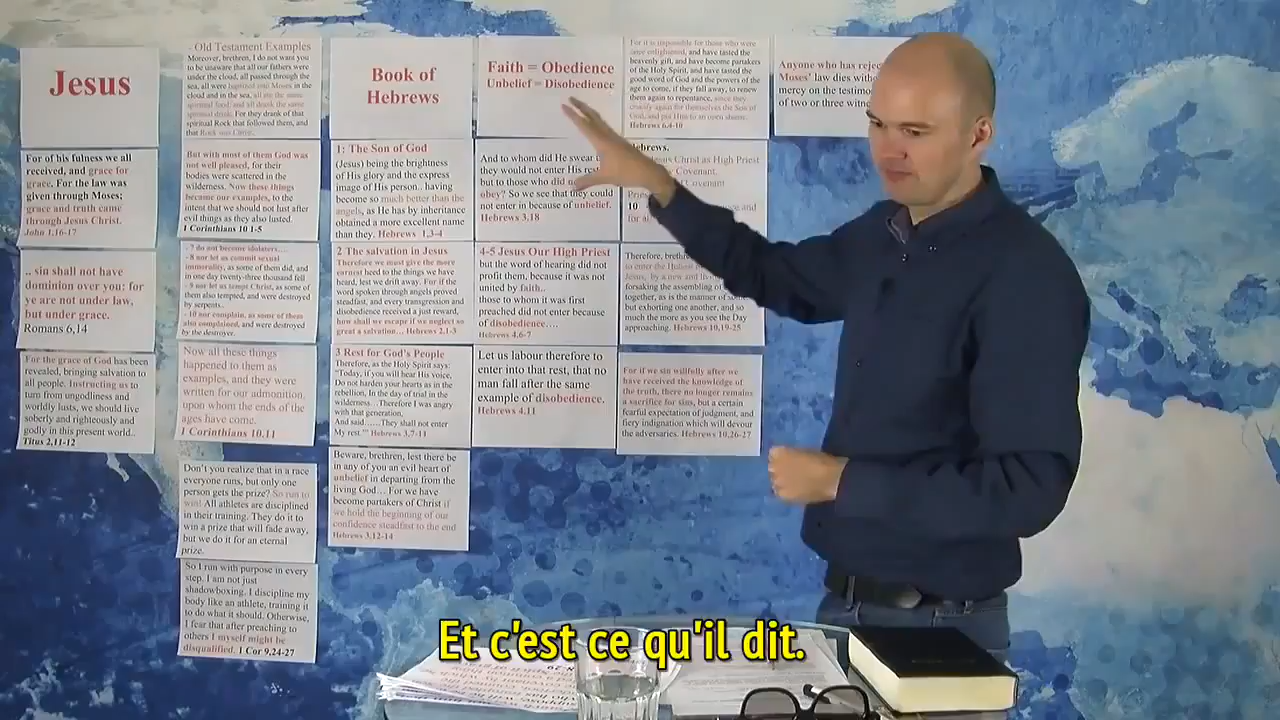 Jesus
For of his fulness we all
received, and grace for
grace. For the law was
given through Moses;
grace and truth came
through Jesus Christ.
John 1,16-17
.. sin shall not have
dominion over you: for
ye are not under law,
but under grace.
Romans 6,14
For the grace of God has been
revealed, bringing salvation to
all people. Instructing us to
turn from ungodliness and
worldly lusts, we should live
soberly and righteously and
godly in this present world..
Titus 2,11-12
- Old Testament Examples
Moreover, brethren, I do not want you
to be unaware that all our fathers were
under the cloud, all passed through the
sea, all were baptized into Moses in the
cloud and in the sea, all ate the same
spiritual food, and all drank the same
spiritual drink. For they drank of that
spiritual Rock that followed them, and
that Rock was Christ.
But with most of them God was
not well pleased, for their
bodies were scattered in the
wilderness. Now these things
became our examples, to the
intent that we should not lust after
evil things as they also lusted.
1 Corinthians 10 1-5
- 7 do not become idolaters....
- 8 nor let us commit sexual
immorality, as some of them did, and
in one day twenty-three thousand fell
- 9 nor let us tempt Christ, as some of
them also tempted, and were destroyed
by serpents..
- 10 nor complain, as some of them
also complained, and were destroyed
by the destroyer.
Now all these things
happened to them as
examples, and they were
written for our admonition,
upon whom the ends of the
ages have come.
1 Corinthians 10,11
Don't you realize that in a race
everyone runs, but only one
person gets the prize? So run to
win! All athletes are disciplined
in their training. They do it to
win a prize that will fade away,
but we do it for an eternal
prize.
So I run with purpose in every
step. I am not just
shadowboxing. I discipline my
body like an athlete, training it
to do what it should. Otherwise,
I fear that after preaching to
others I myself might be
disqualified. 1 Cor 9,24-27
Book of
Hebrews
1: The Son of God
(Jesus) being the brightness
of His glory and the express
image of His person.. having
become so much better than the
angels, as He has by inheritance
obtained a more excellent name
than they. Hebrews 1,3-4
2 The salvation in Jesus
Therefore we must give the more
earnest heed to the things we have
heard, lest we drift away. For if the
word spoken through angels proved
steadfast, and every transgression and
disobedience received a just reward,
how shall we escape if we neglect so
great a salvation... Hebrews 2.1-3
3 Rest for God's People
Therefore, as the Holy Spirit says:
"Today, if you will hear His voice,
Do not harden your hearts as in the
rebellion, In the day of trial in the
wilderness... Therefore I was angry
with that generation,
And said......They shall not enter
My rest.'" Hebrews 3,7-11
Beware, brethren, lest there be
in any of you an evil heart of
unbelief in departing from the
living God... For we have
become partakers of Christ if
we hold the beginning of our
confidence steadfast to the end
Hebrews 3.12-14
Faith = Obedience
Unbelief = Disobedience
And to whom did He swear
they would not enter His rest
but to those who did
obey? So we see that they could
not enter in because of unbelief.
Hebrews 3.18
4-5 Jesus Our High Priest
but the word of hearing did not
profit them, because it was not
united by faith..
those to whom it was first
preached did not enter because
of disobedience....
Hebrews 4.6-7
Let us labour therefore to
enter into that rest, that no
man fall after the same
example of disobedience.
Hebrews 4.11
For it is impossible for those who were
once enlightened, and have tasted the
heavenly gift, and have become partakers
of the Holy Spirit, and have tasted the
good word of God and the powers of the
age to come, if they fall away, to renew
them again to repentance, since they
crucify again for themselves the Son of
God, and put Him to an open shame.
Hebrews 6.4-10
Hebrews.
Jesus Christ as High Priest
Covenant.
Covenant
10
for all
Therefore, brethren
to enter the Holiest
Jesus, by a new and
forsaking the assembling of
together, as is the manner of
but exhorting one another, and so
much the more as you see the Day
approaching. Hebrews 10,19-25
For if we sin willfully after we
have received the knowledge of
the truth, there no longer remains
a sacrifice for sins, but a certain
fearful expectation of judgment, and
fiery indignation which will devour
the adversaries. Hebrews 10,26-27
Anyone who has
Moses' law dies
mercy on the
of two or three
Et c'est ce qu'il dit.